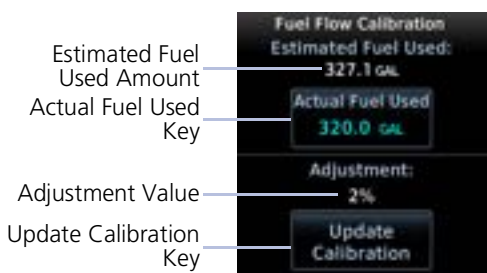 Fuel Flow Calibration
Estimated Fuel Used:
327.1 GAL
Actual Fuel Used
320.0 GAL
Adjustment:
2%
Update
Calibration
Estimated Fuel
Used Amount
Actual Fuel Used
Key
Adjustment Value
Update Calibration
Key